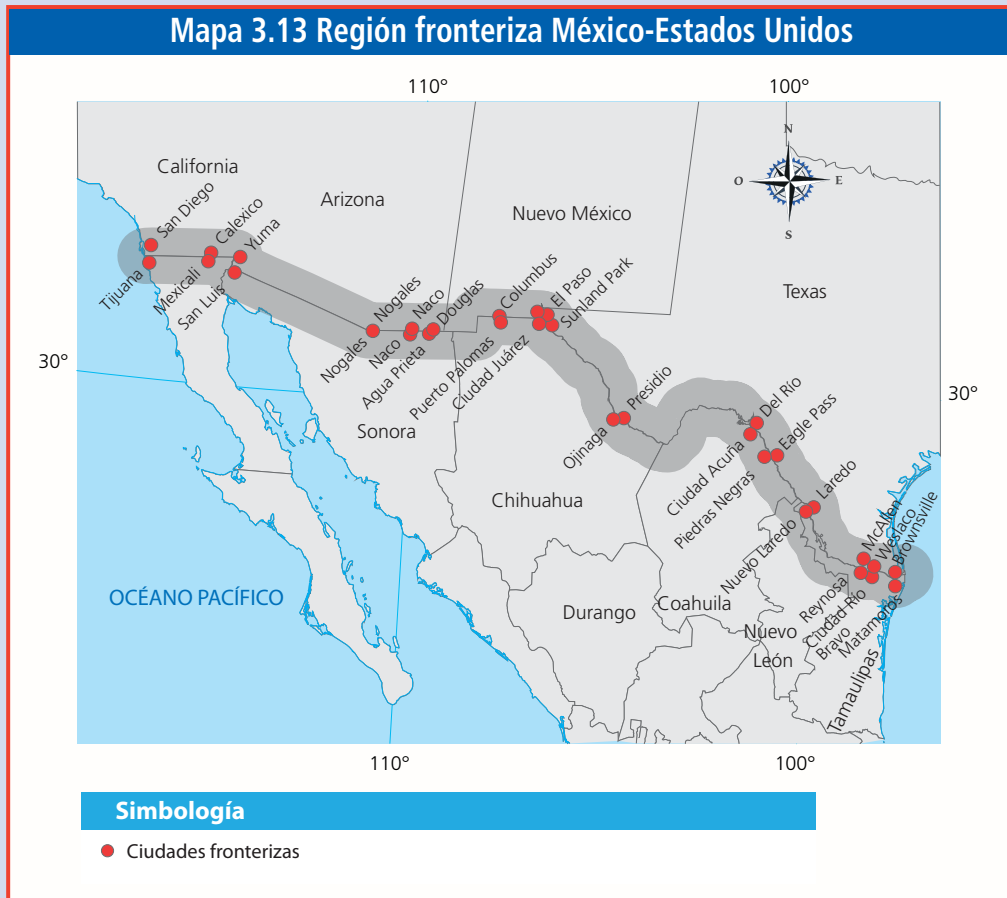 Mapa 3.13 Región fronteriza México-Estados Unidos
110°
100°
California
Arizona
Nuevo México
Texas
N
O
E
S
San Diego
Tijuana
Calexico
Mexicali
Yuma
San Luis
Nogales
Nogales
Naco
Naco
Douglas
Agua Prieta
Columbus
Puerto Palomas
El Paso
Sunland Park
Ciudad Juárez
30°
30°
Presidio
Ojinaga
Del Río
Ciudad Acuña
Eagle Pass
Piedras Negras
Laredo
Nuevo Laredo
McAllen
Weslaco
Brownsville
Reynosa
Ciudad Río
Bravo
Matamoros
Sonora
Chihuahua
Durango
Coahuila
Nuevo
León
Tamaulipas
OCÉANO PACÍFICO
110°
100°
Simbología
Ciudades fronterizas